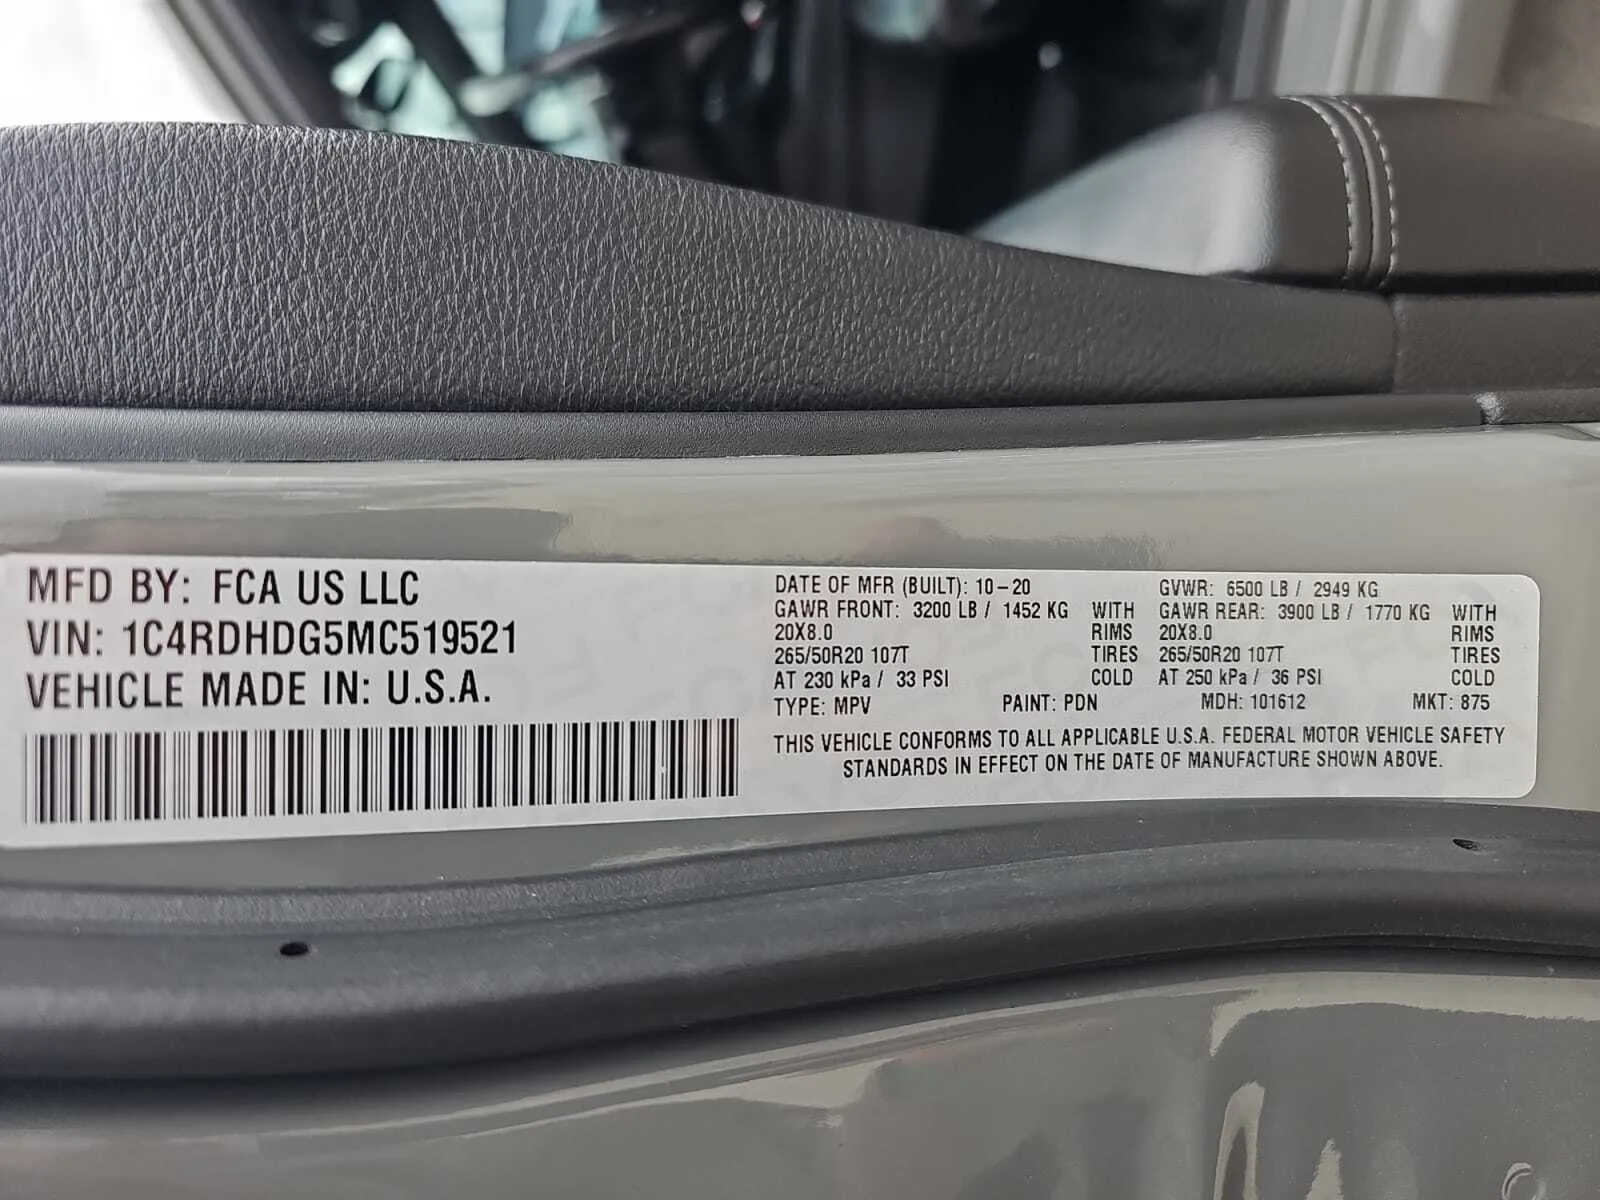 MFD BY: FCA US LLC
VIN: 1C4RDHDG5MC519521
VEHICLE MADE IN: U.S.A.
DATE OF MFR (BUILT): 10-20 GVWR: 6500 LB / 2949 KG
GAWR FRONT: 3200 LB / 1452 KG WITH GAWR REAR: 3900 LB / 1770 KG WITH
20X8.0 RIMS 20X8.0 RIMS
265/50R20 107T TIRES 265/50R20 107T TIRES
AT 230 kPa / 33 PSI COLD AT 250 kPa / 36 PSI COLD
TYPE: MPV PAINT: PDN MDH: 101612 MKT: 875
THIS VEHICLE CONFORMS TO ALL APPLICABLE U.S.A. FEDERAL MOTOR VEHICLE SAFETY
STANDARDS IN EFFECT ON THE DATE OF MANUFACTURE SHOWN ABOVE.